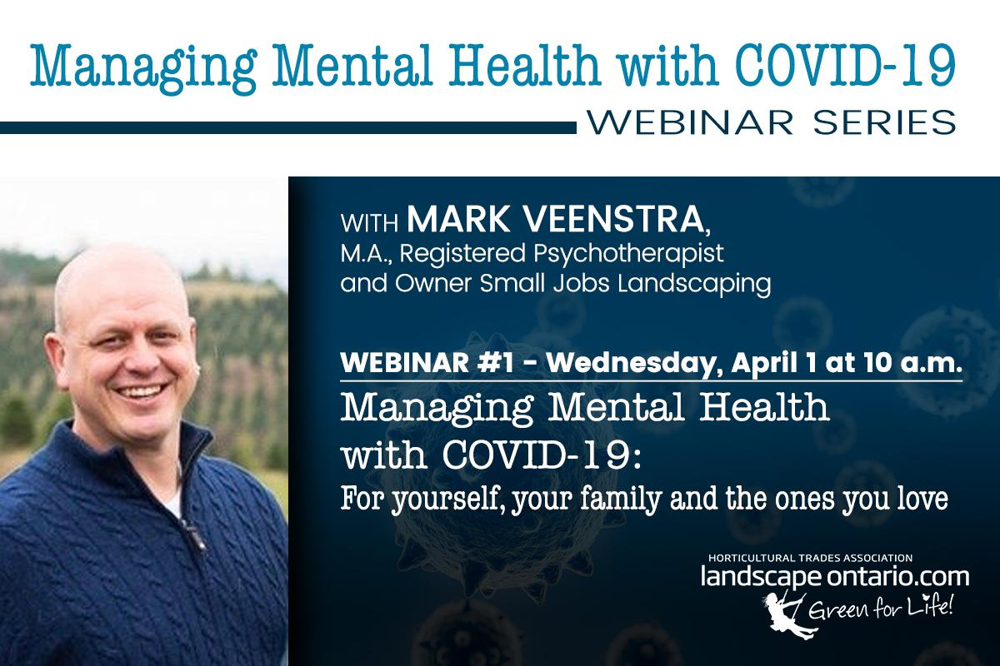 Managing Mental Health with COVID-19
WEBINAR SERIES
WITH MARK VEENSTRA,
M.A., Registered Psychotherapist
and Owner Small Jobs Landscaping
WEBINAR #1 – Wednesday, April 1 at 10 a.m.
Managing Mental Health
with COVID-19:
For yourself, your family and the ones you love
HORTICULTURAL TRADES ASSOCIATION
landscape ontario.com
Green for Life!